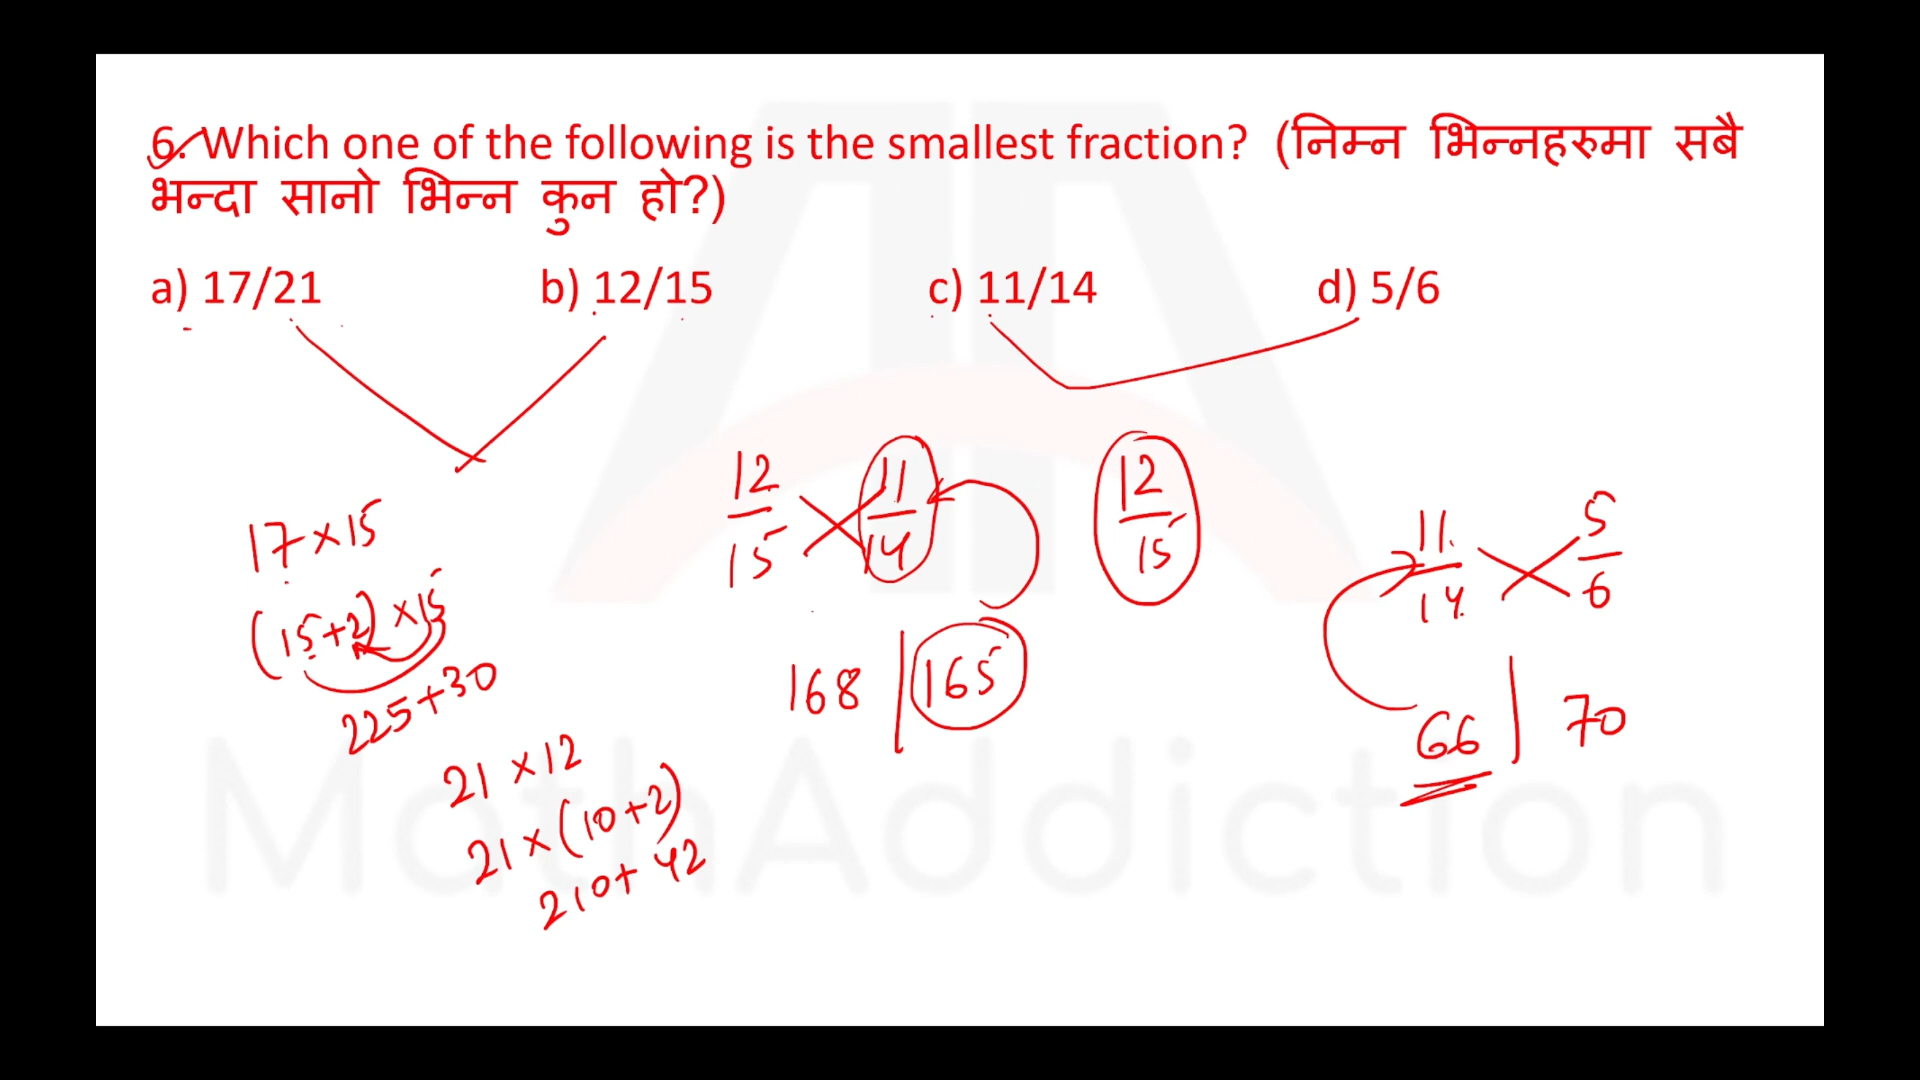 6. Which one of the following is the smallest fraction? (निम्न भिन्नहरुमा सबै
भन्दा सानो भिन्न कुन हो?)
a) 17/21 b) 12/15 c) 11/14 d) 5/6
17×15
(15+2)×15
225+30
21×12
21×(10+2)
210+42
12/15 11/14
168 | 165
12/15
11/14 5/6
66 | 70
MathAddiction